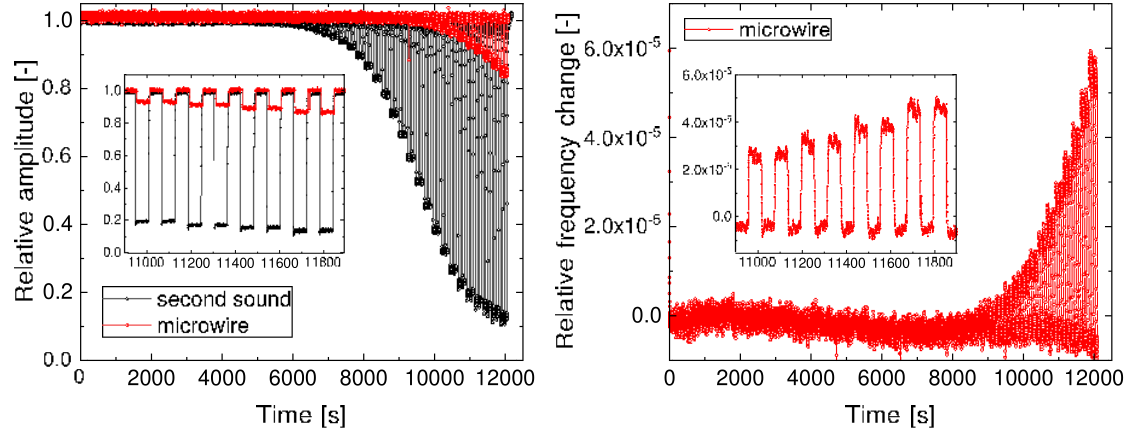 Relative amplitude [-]
1.0
0.8
0.6
0.4
0.2
0.0
0 2000 4000 6000 8000 10000 12000
Time [s]
1.0
0.8
0.6
0.4
0.2
0.0
11000 11200 11400 11600 11800
second sound
microwire
Relative frequency change [-]
6.0x10⁻⁵
4.0x10⁻⁵
2.0x10⁻⁵
0.0
0 2000 4000 6000 8000 10000 12000
Time [s]
microwire
6.0x10⁻⁵
4.0x10⁻⁵
2.0x10⁻⁵
0.0
11000 11200 11400 11600 11800